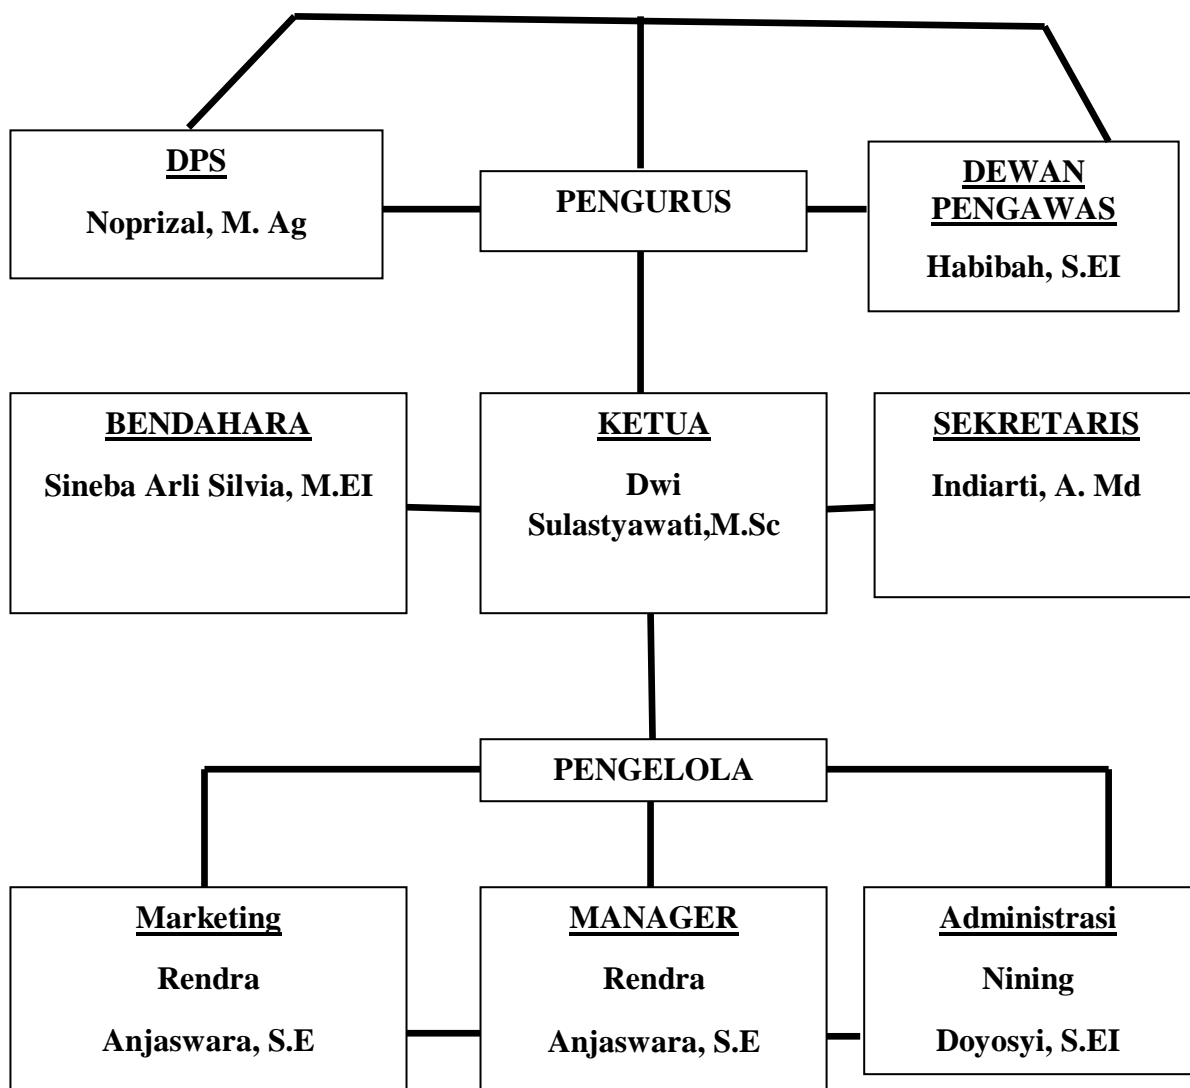 DPS
Noprizal, M. Ag
PENGURUS
DEWAN
PENGAWAS
Habibah, S.EI
BENDAHARA
Sineba Arli Silvia, M.EI
KETUA
Dwi
Sulastyawati,M.Sc
SEKRETARIS
Indiarti, A. Md
PENGELOLA
Marketing
Rendra
Anjaswara, S.E
MANAGER
Rendra
Anjaswara, S.E
Administrasi
Nining
Doyosyi, S.EI